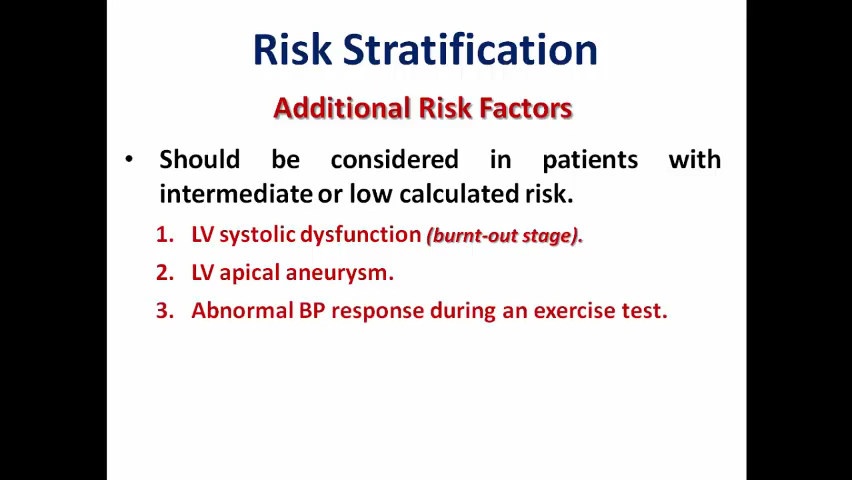 Risk Stratification
Additional Risk Factors
• Should be considered in patients with
intermediate or low calculated risk.
1. LV systolic dysfunction (burnt-out stage).
2. LV apical aneurysm.
3. Abnormal BP response during an exercise test.